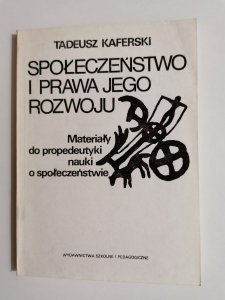 TADEUSZ KAFERSKI
SPOŁECZEŃSTWO
I PRAWA JEGO
ROZWOJU
Materiały
do propedeutyki
nauki
o społeczeństwie
WYDAWNICTWA SZKOLNE I PEDAGOGICZNE